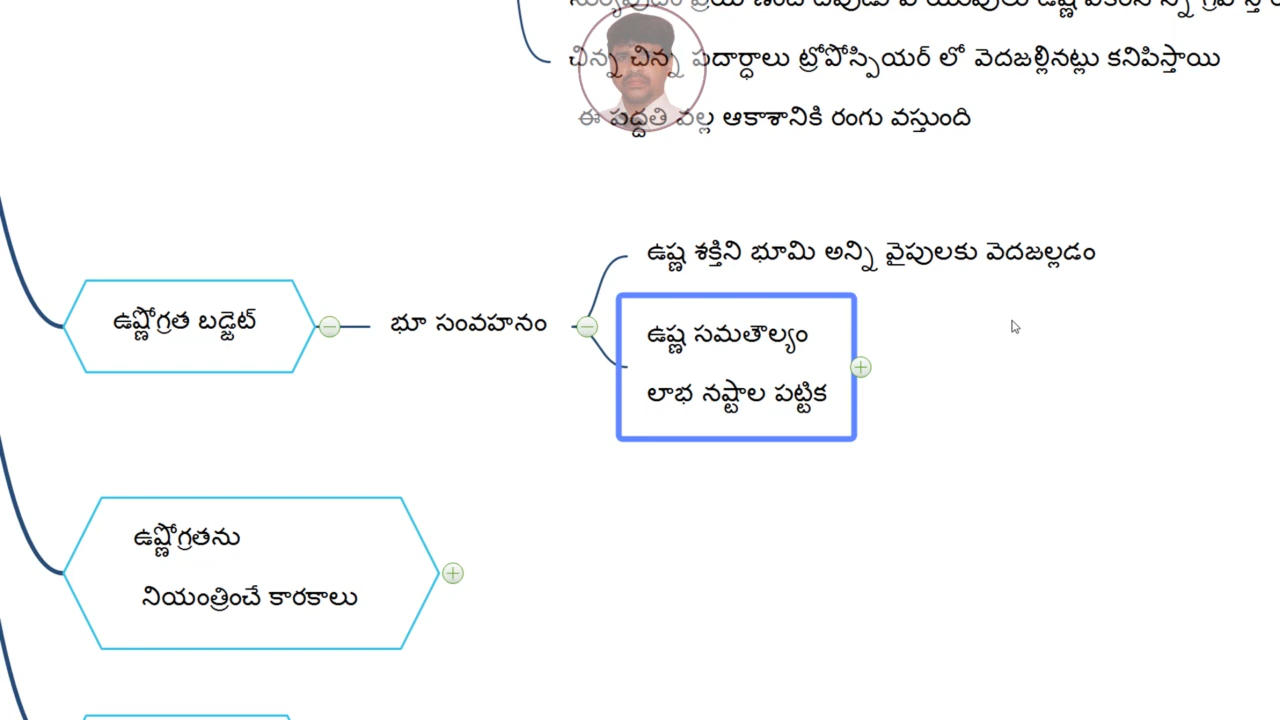 చిన్న చిన్న పదార్థాలు ట్రోపోస్పియర్ లో వెదజల్లినట్లు కనిపిస్తాయి
ఈ పద్దతి వల్ల ఆకాశానికి రంగు వస్తుంది
ఉష్ణ శక్తిని భూమి అన్ని వైపులకు వెదజల్లడం
ఉష్ణోగ్రత బడ్జెట్
భూ సంవహనం
ఉష్ణ సమతౌల్యం
లాభ నష్టాల పట్టిక
ఉష్ణోగ్రతను
నియంత్రించే కారకాలు